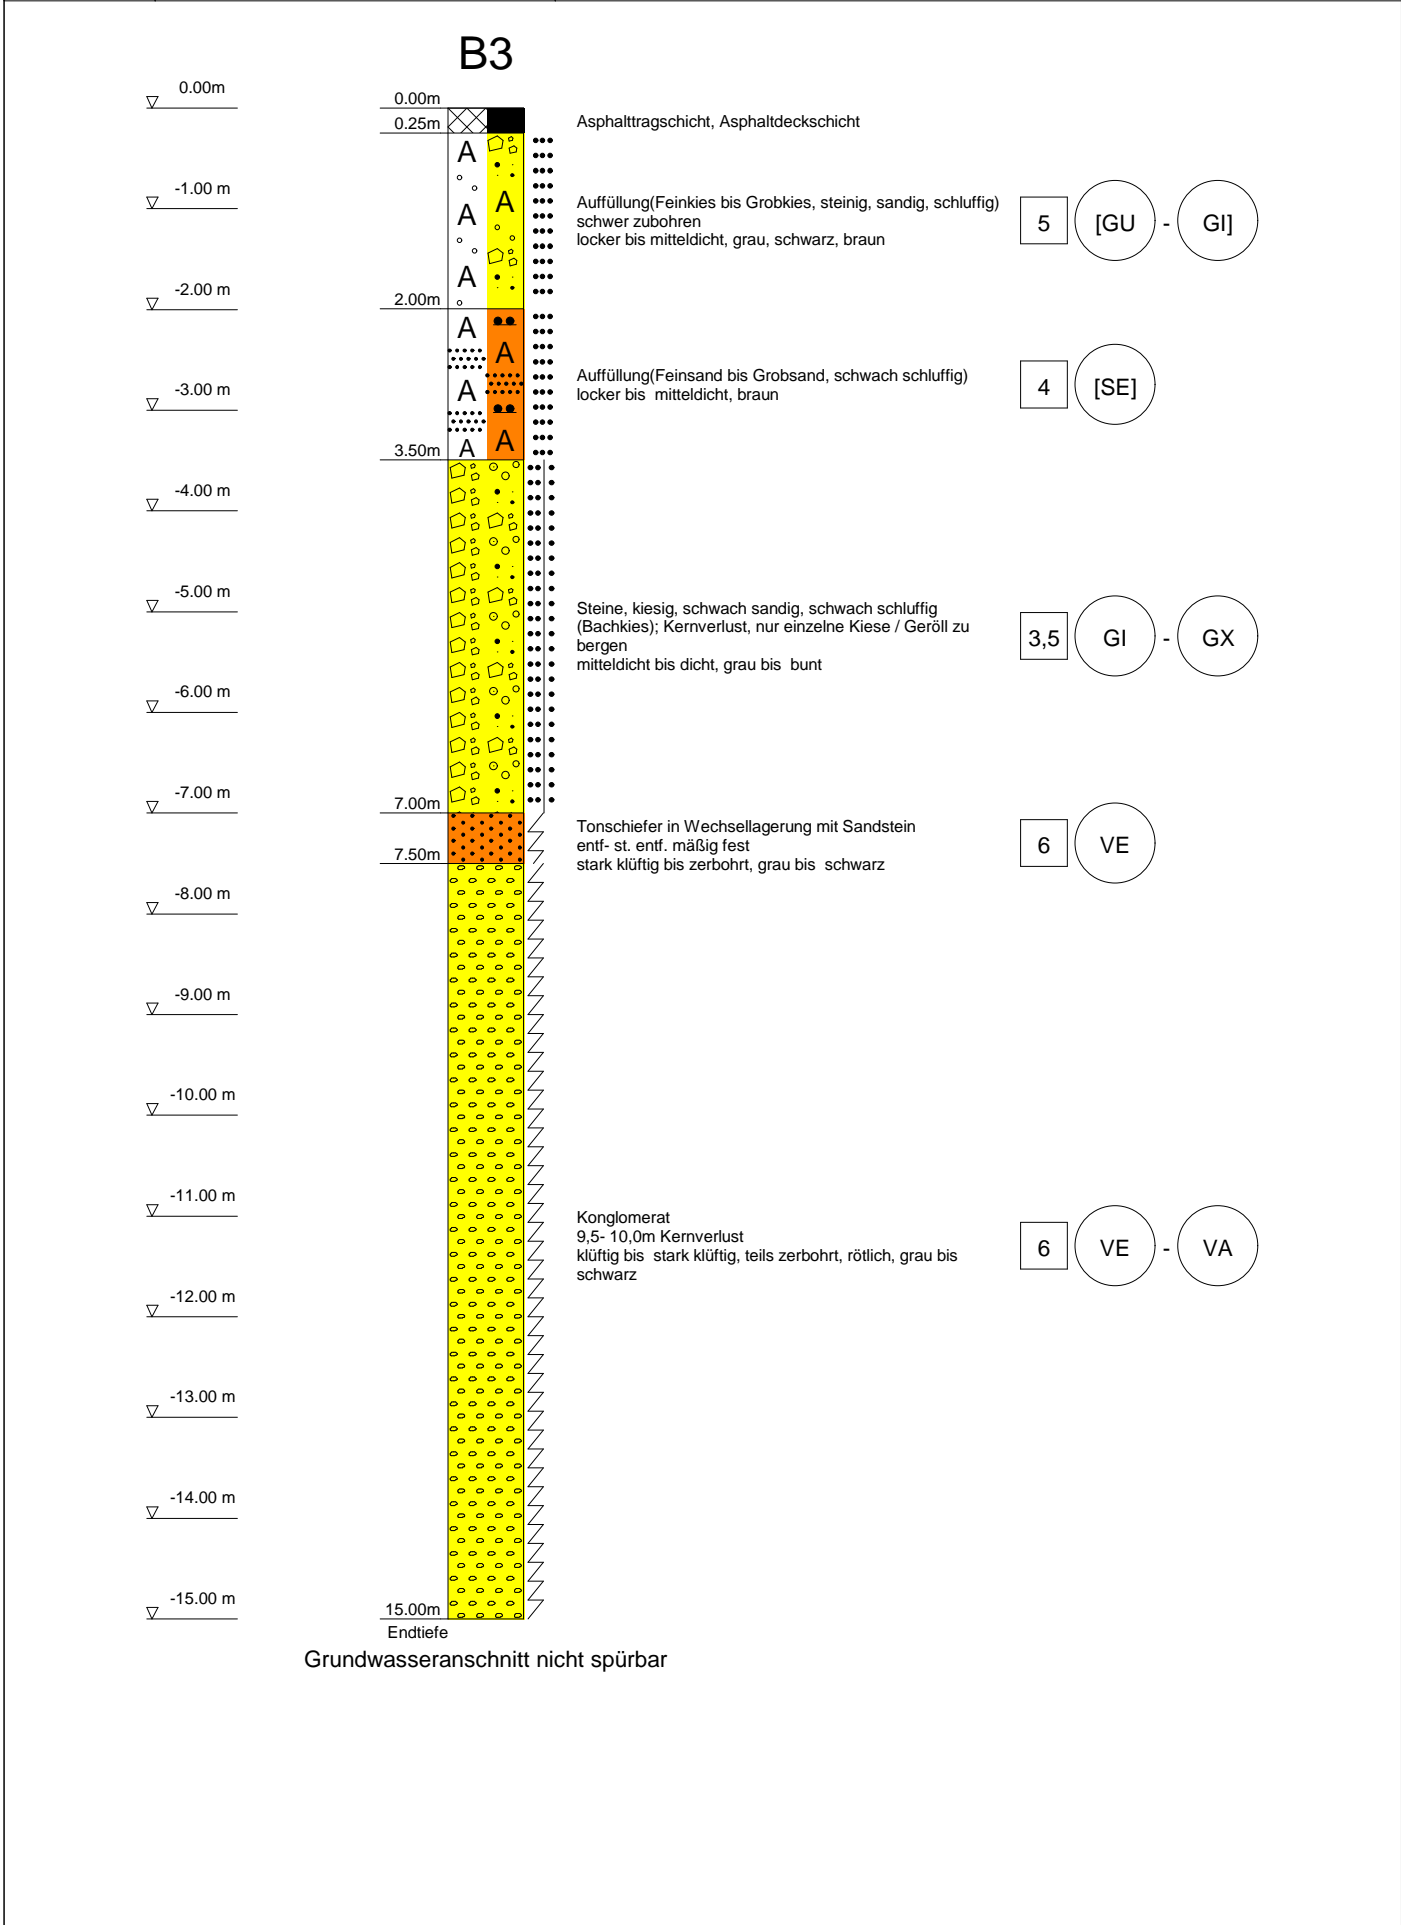 B3
0.00m
0.00m
0.25m
Asphalttragschicht, Asphaltdeckschicht
A
-1.00 m
A
A
Auffüllung(Feinkies bis Grobkies, steinig, sandig, schluffig)
schwer zubohren
locker bis mitteldicht, grau, schwarz, braun
5 [GU - GI]
A
-2.00 m
2.00m
A
A
-3.00 m
A
Auffüllung(Feinsand bis Grobsand, schwach schluffig)
locker bis mitteldicht, braun
4 [SE]
3.50m
A
A
-4.00 m
-5.00 m
Steine, kiesig, schwach sandig, schwach schluffig
(Bachkies); Kernverlust, nur einzelne Kiese / Geröll zu
bergen
mitteldicht bis dicht, grau bis bunt
3,5 GI - GX
-6.00 m
-7.00 m
7.00m
Tonschiefer in Wechsellagerung mit Sandstein
entf- st. entf. mäßig fest
stark klüftig bis zerbohrt, grau bis schwarz
6 VE
7.50m
-8.00 m
-9.00 m
-10.00 m
-11.00 m
Konglomerat
9,5- 10,0m Kernverlust
klüftig bis stark klüftig, teils zerbohrt, rötlich, grau bis
schwarz
6 VE - VA
-12.00 m
-13.00 m
-14.00 m
-15.00 m
15.00m
Endtiefe
Grundwasseranschnitt nicht spürbar